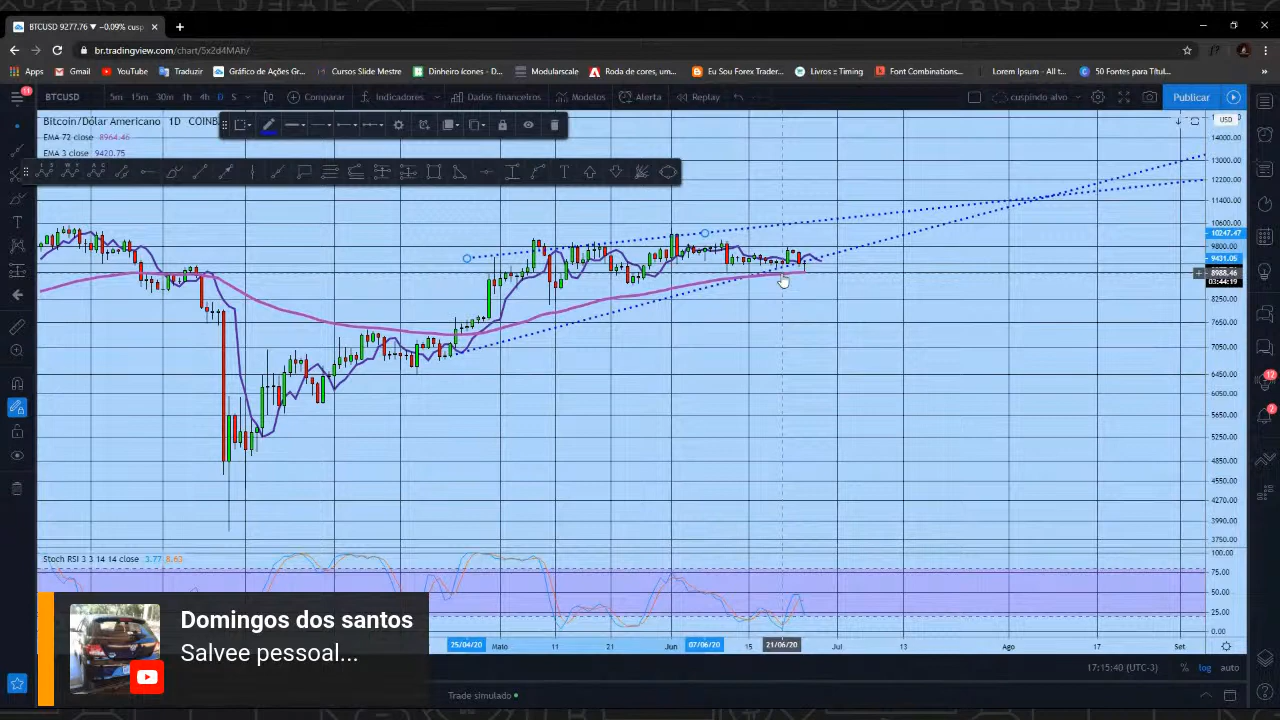 BTCUSD 9277.76 ▼ −0.09% cusp
br.tradingview.com/chart/5x2d4MAh/
Apps Gmail YouTube Traduzir Gráfico de Ações Gr... Cursos Slide Mestre Dinheiro ícones - D... Modularscale Roda de cores, um... Eu Sou Forex Trader... Livros ≡ Timing Font Combinations... Lorem Ipsum - All t... 50 Fontes para Títul... »
11
BTCUSD 5m 15m 30m 1h 4h D S Comparar Indicadores Dados financeiros Modelos Alerta Replay cuspindo alvo Publicar
Bitcoin/Dólar Americano 1D COINB
USD
EMA 72 close 8964.46
EMA 3 close 9420.75
14000.00
13000.00
12200.00
11400.00
10600.00
10247.47
9800.00
9431.05
8988.46
03:44:19
8250.00
7650.00
7050.00
6450.00
6050.00
5650.00
5250.00
4850.00
4550.00
4270.00
3990.00
3750.00
12
2
Stoch RSI 3 3 14 14 close 3.77 8.63
100.00
75.00
50.00
25.00
0.00
Domingos dos santos
Salvee pessoal...
25/04/20 Maio 11 21 Jun 07/06/20 15 21/06/20 Jul 13 Ago 17 Set
17:15:40 (UTC-3) % log auto
Trade simulado